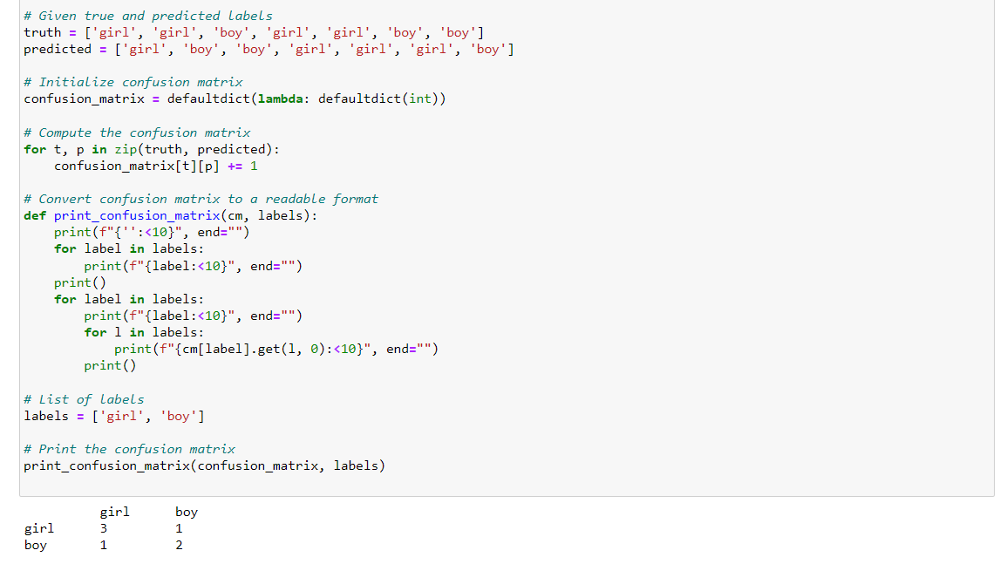 # Given true and predicted labels
truth = ['girl', 'girl', 'boy', 'girl', 'girl', 'boy', 'boy']
predicted = ['girl', 'boy', 'boy', 'girl', 'girl', 'girl', 'boy']
# Initialize confusion matrix
confusion_matrix = defaultdict(lambda: defaultdict(int))
# Compute the confusion matrix
for t, p in zip(truth, predicted):
    confusion_matrix[t][p] += 1
# Convert confusion matrix to a readable format
def print_confusion_matrix(cm, labels):
    print(f"{'':<10}", end="")
    for label in labels:
        print(f"{label:<10}", end="")
    print()
    for label in labels:
        print(f"{label:<10}", end="")
        for l in labels:
            print(f"{cm[label].get(l, 0):<10}", end="")
        print()
# List of labels
labels = ['girl', 'boy']
# Print the confusion matrix
print_confusion_matrix(confusion_matrix, labels)
          girl      boy
girl      3         1
boy       1         2